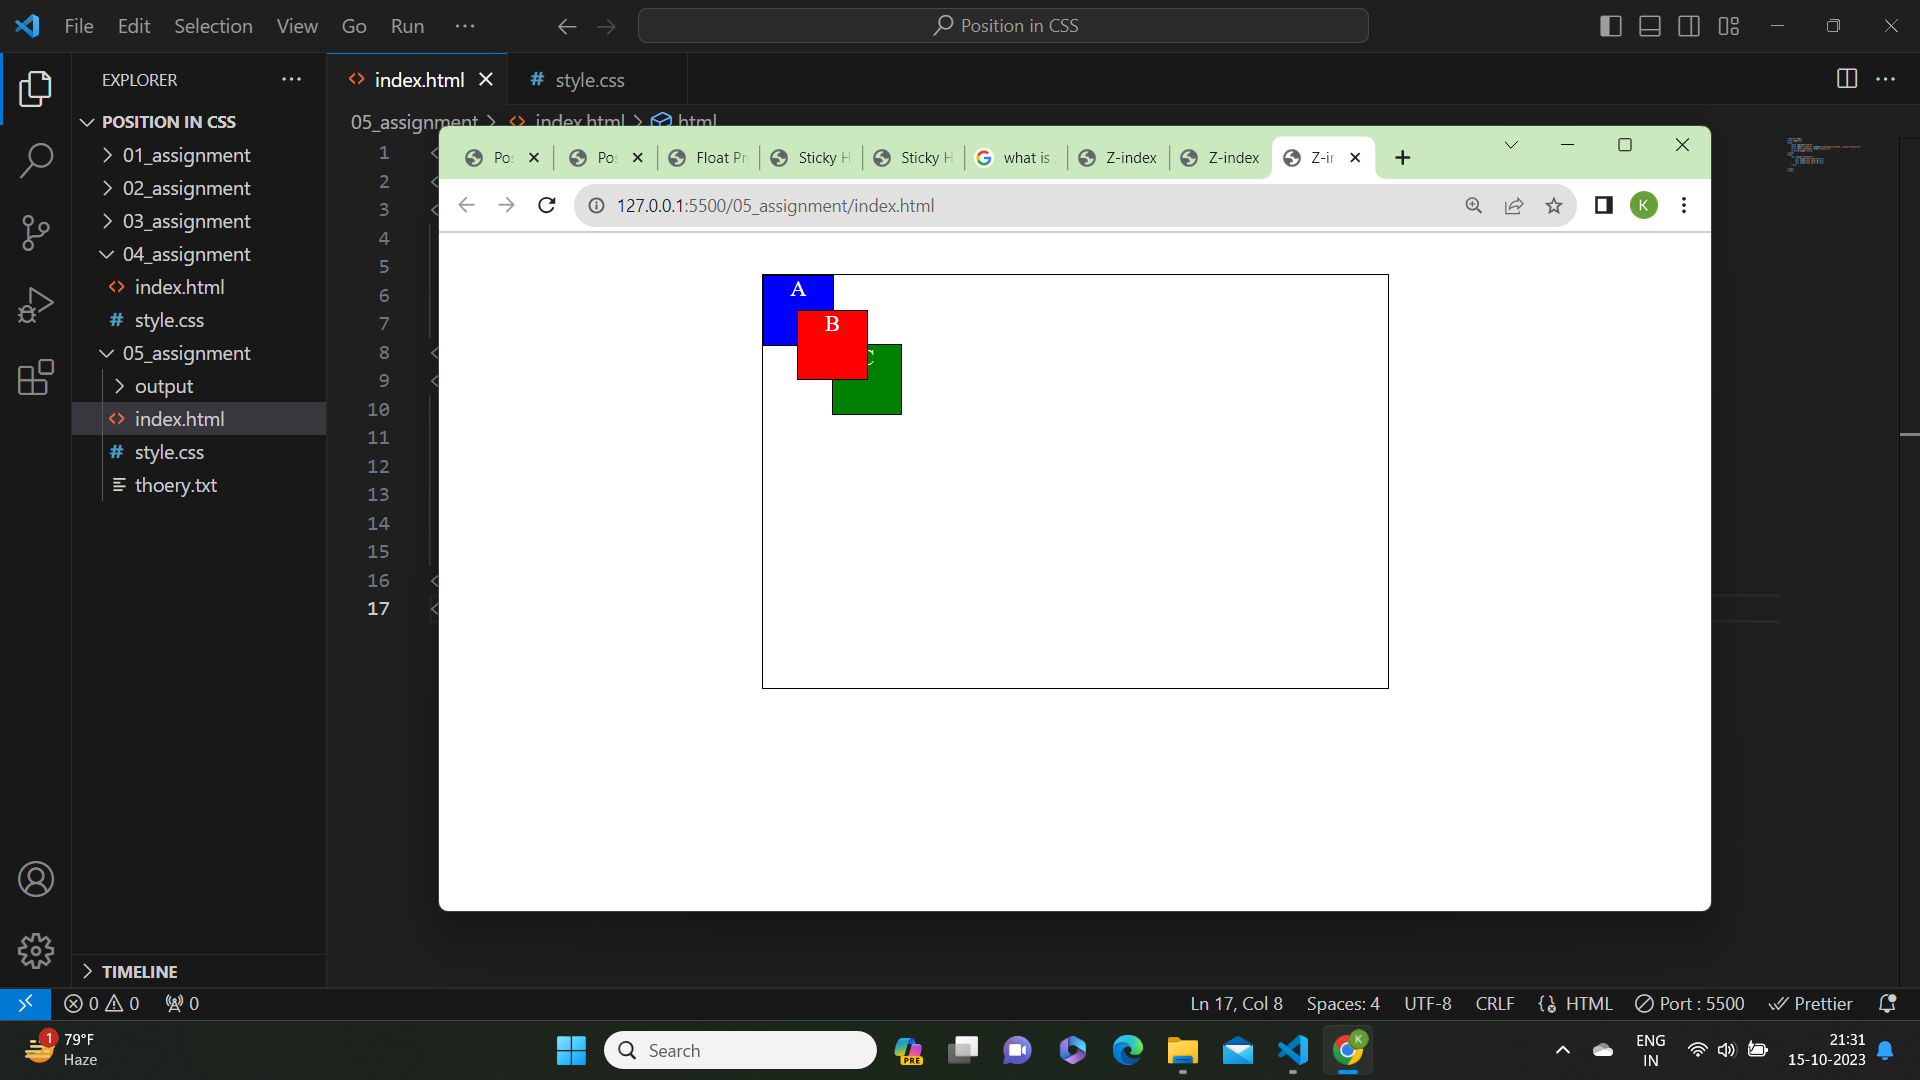 File Edit Selection View Go Run ··· Position in CSS
EXPLORER ···
index.html
# style.css
POSITION IN CSS
05_assignment > index.html > html
01_assignment
02_assignment
03_assignment
04_assignment
index.html
# style.css
05_assignment
output
index.html
# style.css
thoery.txt
TIMELINE
1
2
3
4
5
6
7
8
9
10
11
12
13
14
15
16
17
Float Pr
Sticky H
Sticky H
what is
Z-index
Z-index
127.0.0.1:5500/05_assignment/index.html
K
A
B
C
0 0 0
Ln 17, Col 8 Spaces: 4 UTF-8 CRLF HTML Port : 5500 Prettier
1
79°F
Haze
Search
PRE
K
ENG
IN
21:31
15-10-2023